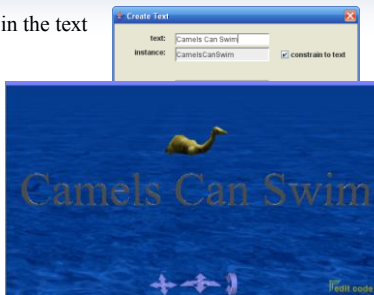 in the text
Create Text
text: Camels Can Swim
instance: CamelsCanSwim constrain to text
Camels Can Swim
edit code